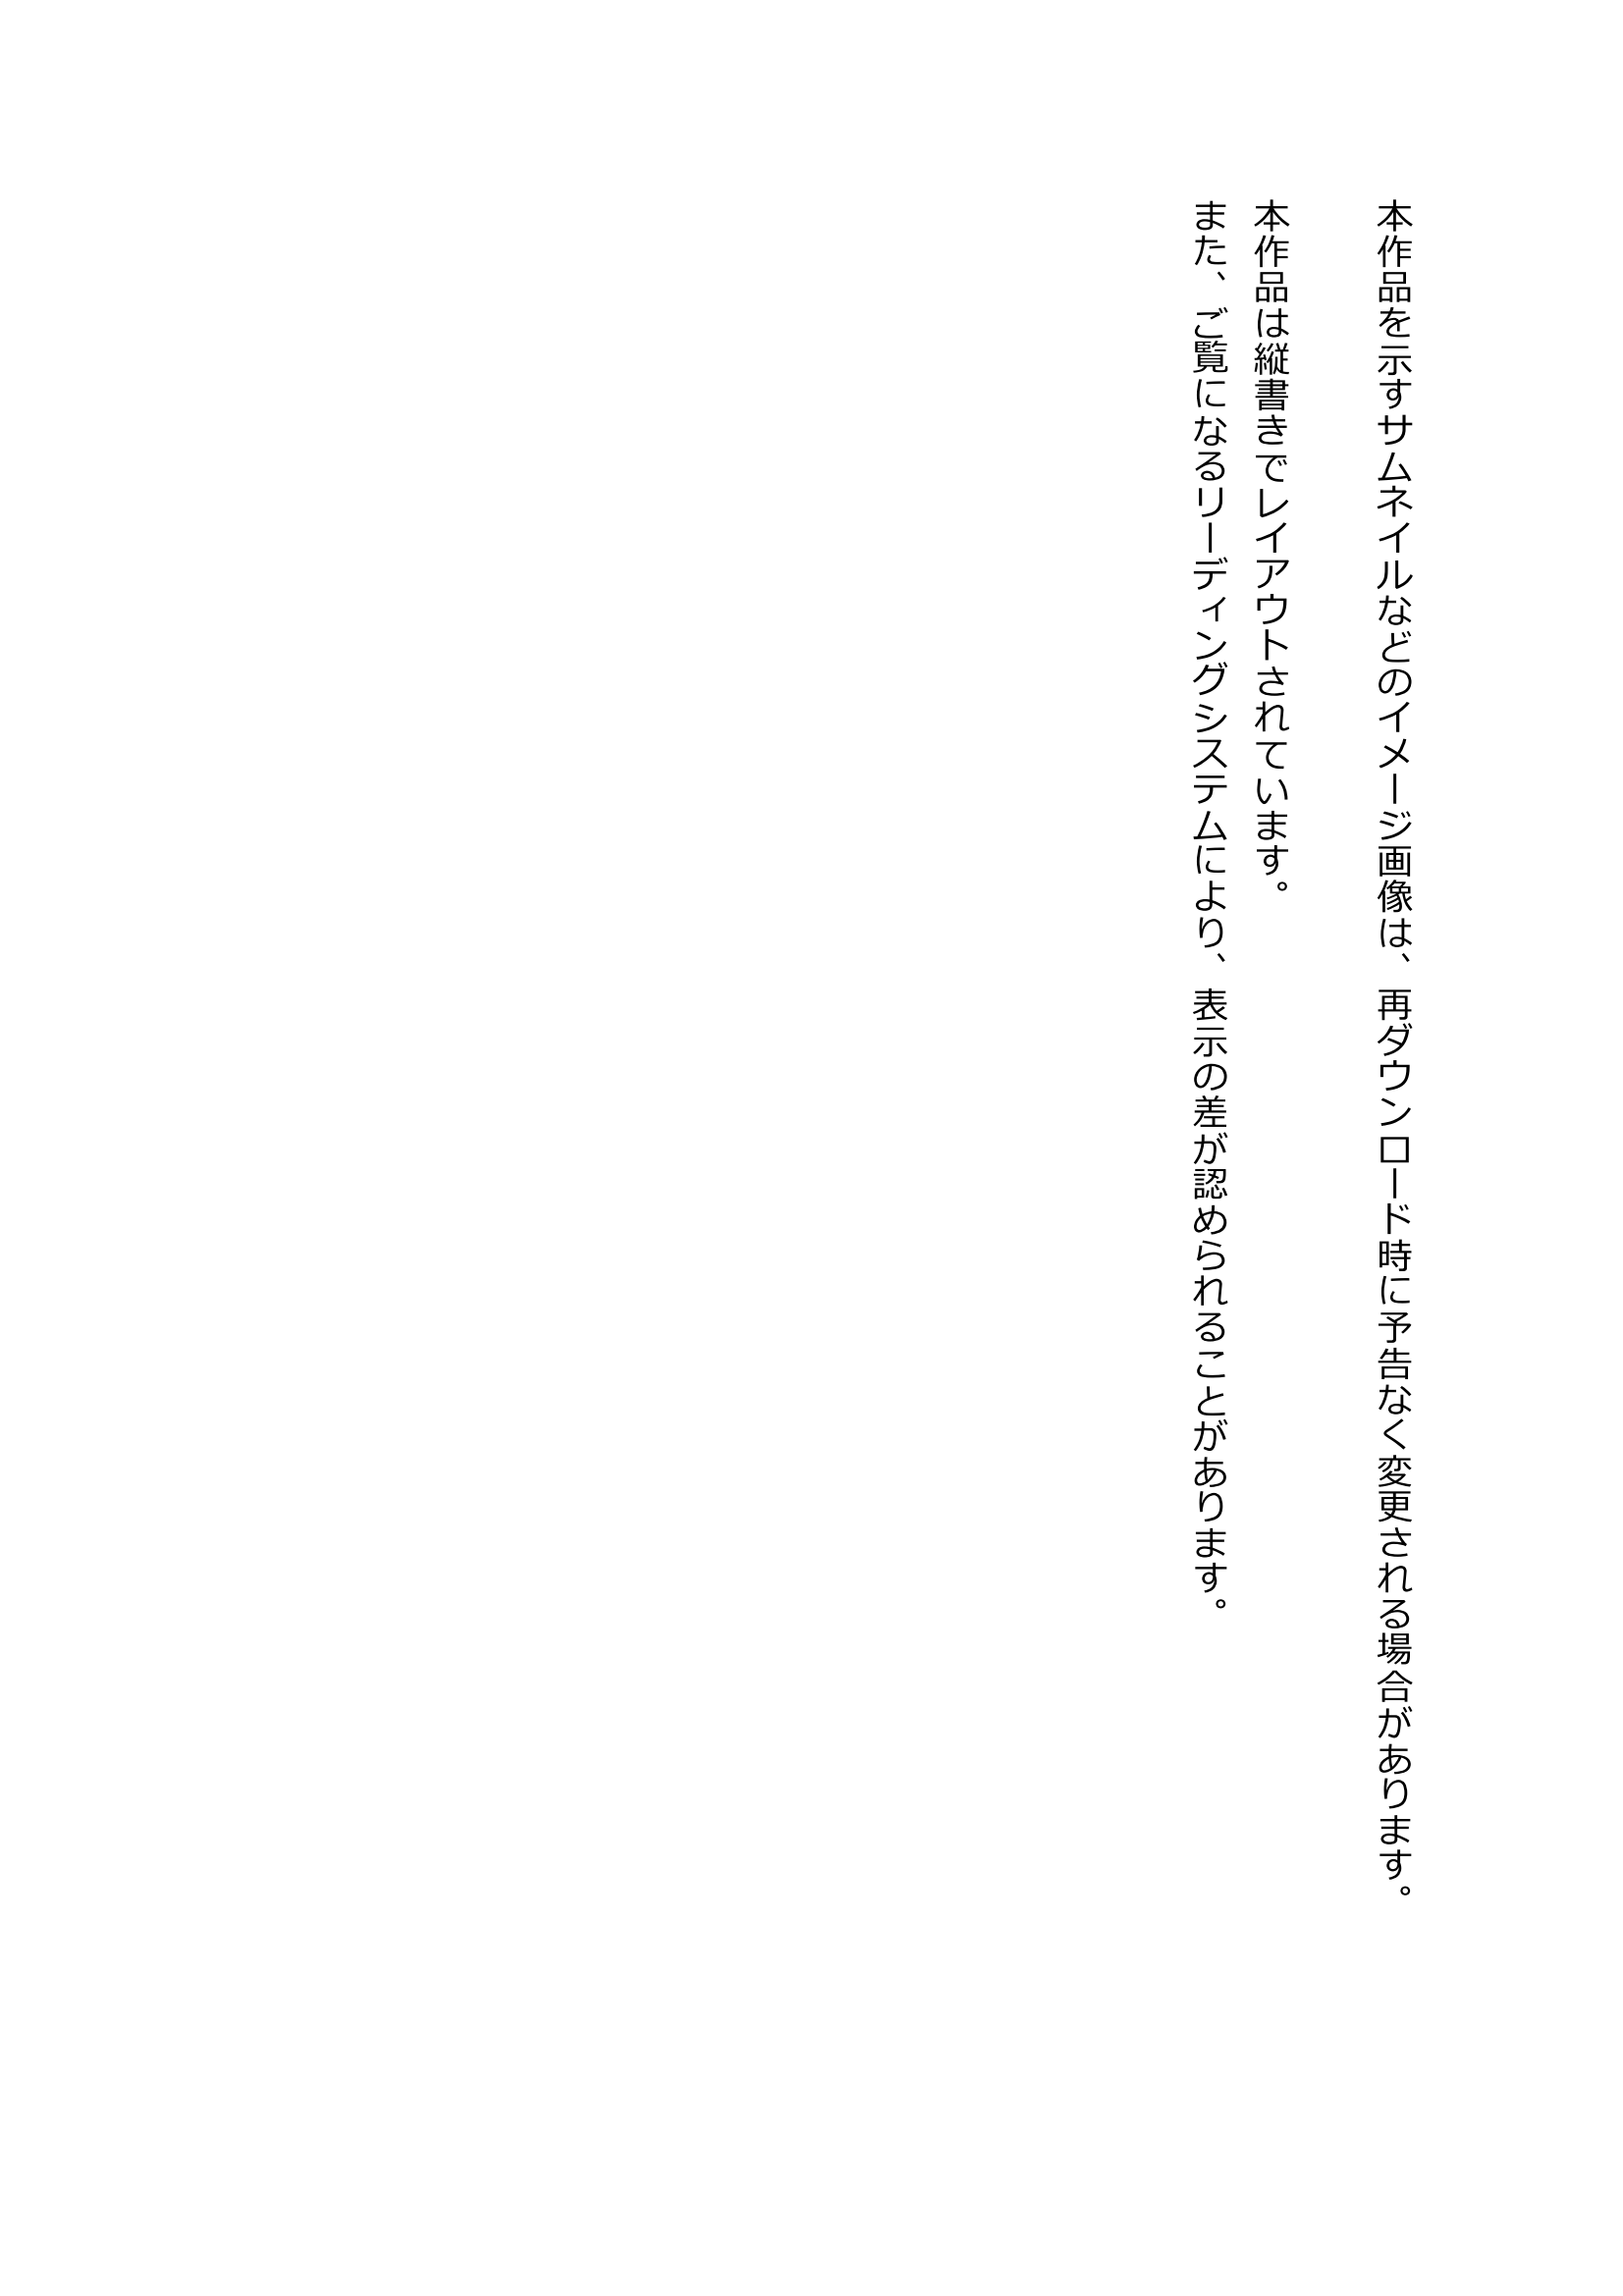 本作品を示すサムネイルなどのイメージ画像は、再ダウンロード時に予告なく変更される場合があります。
本作品は縦書きでレイアウトされています。
また、ご覧になるリーディングシステムにより、表示の差が認められることがあります。